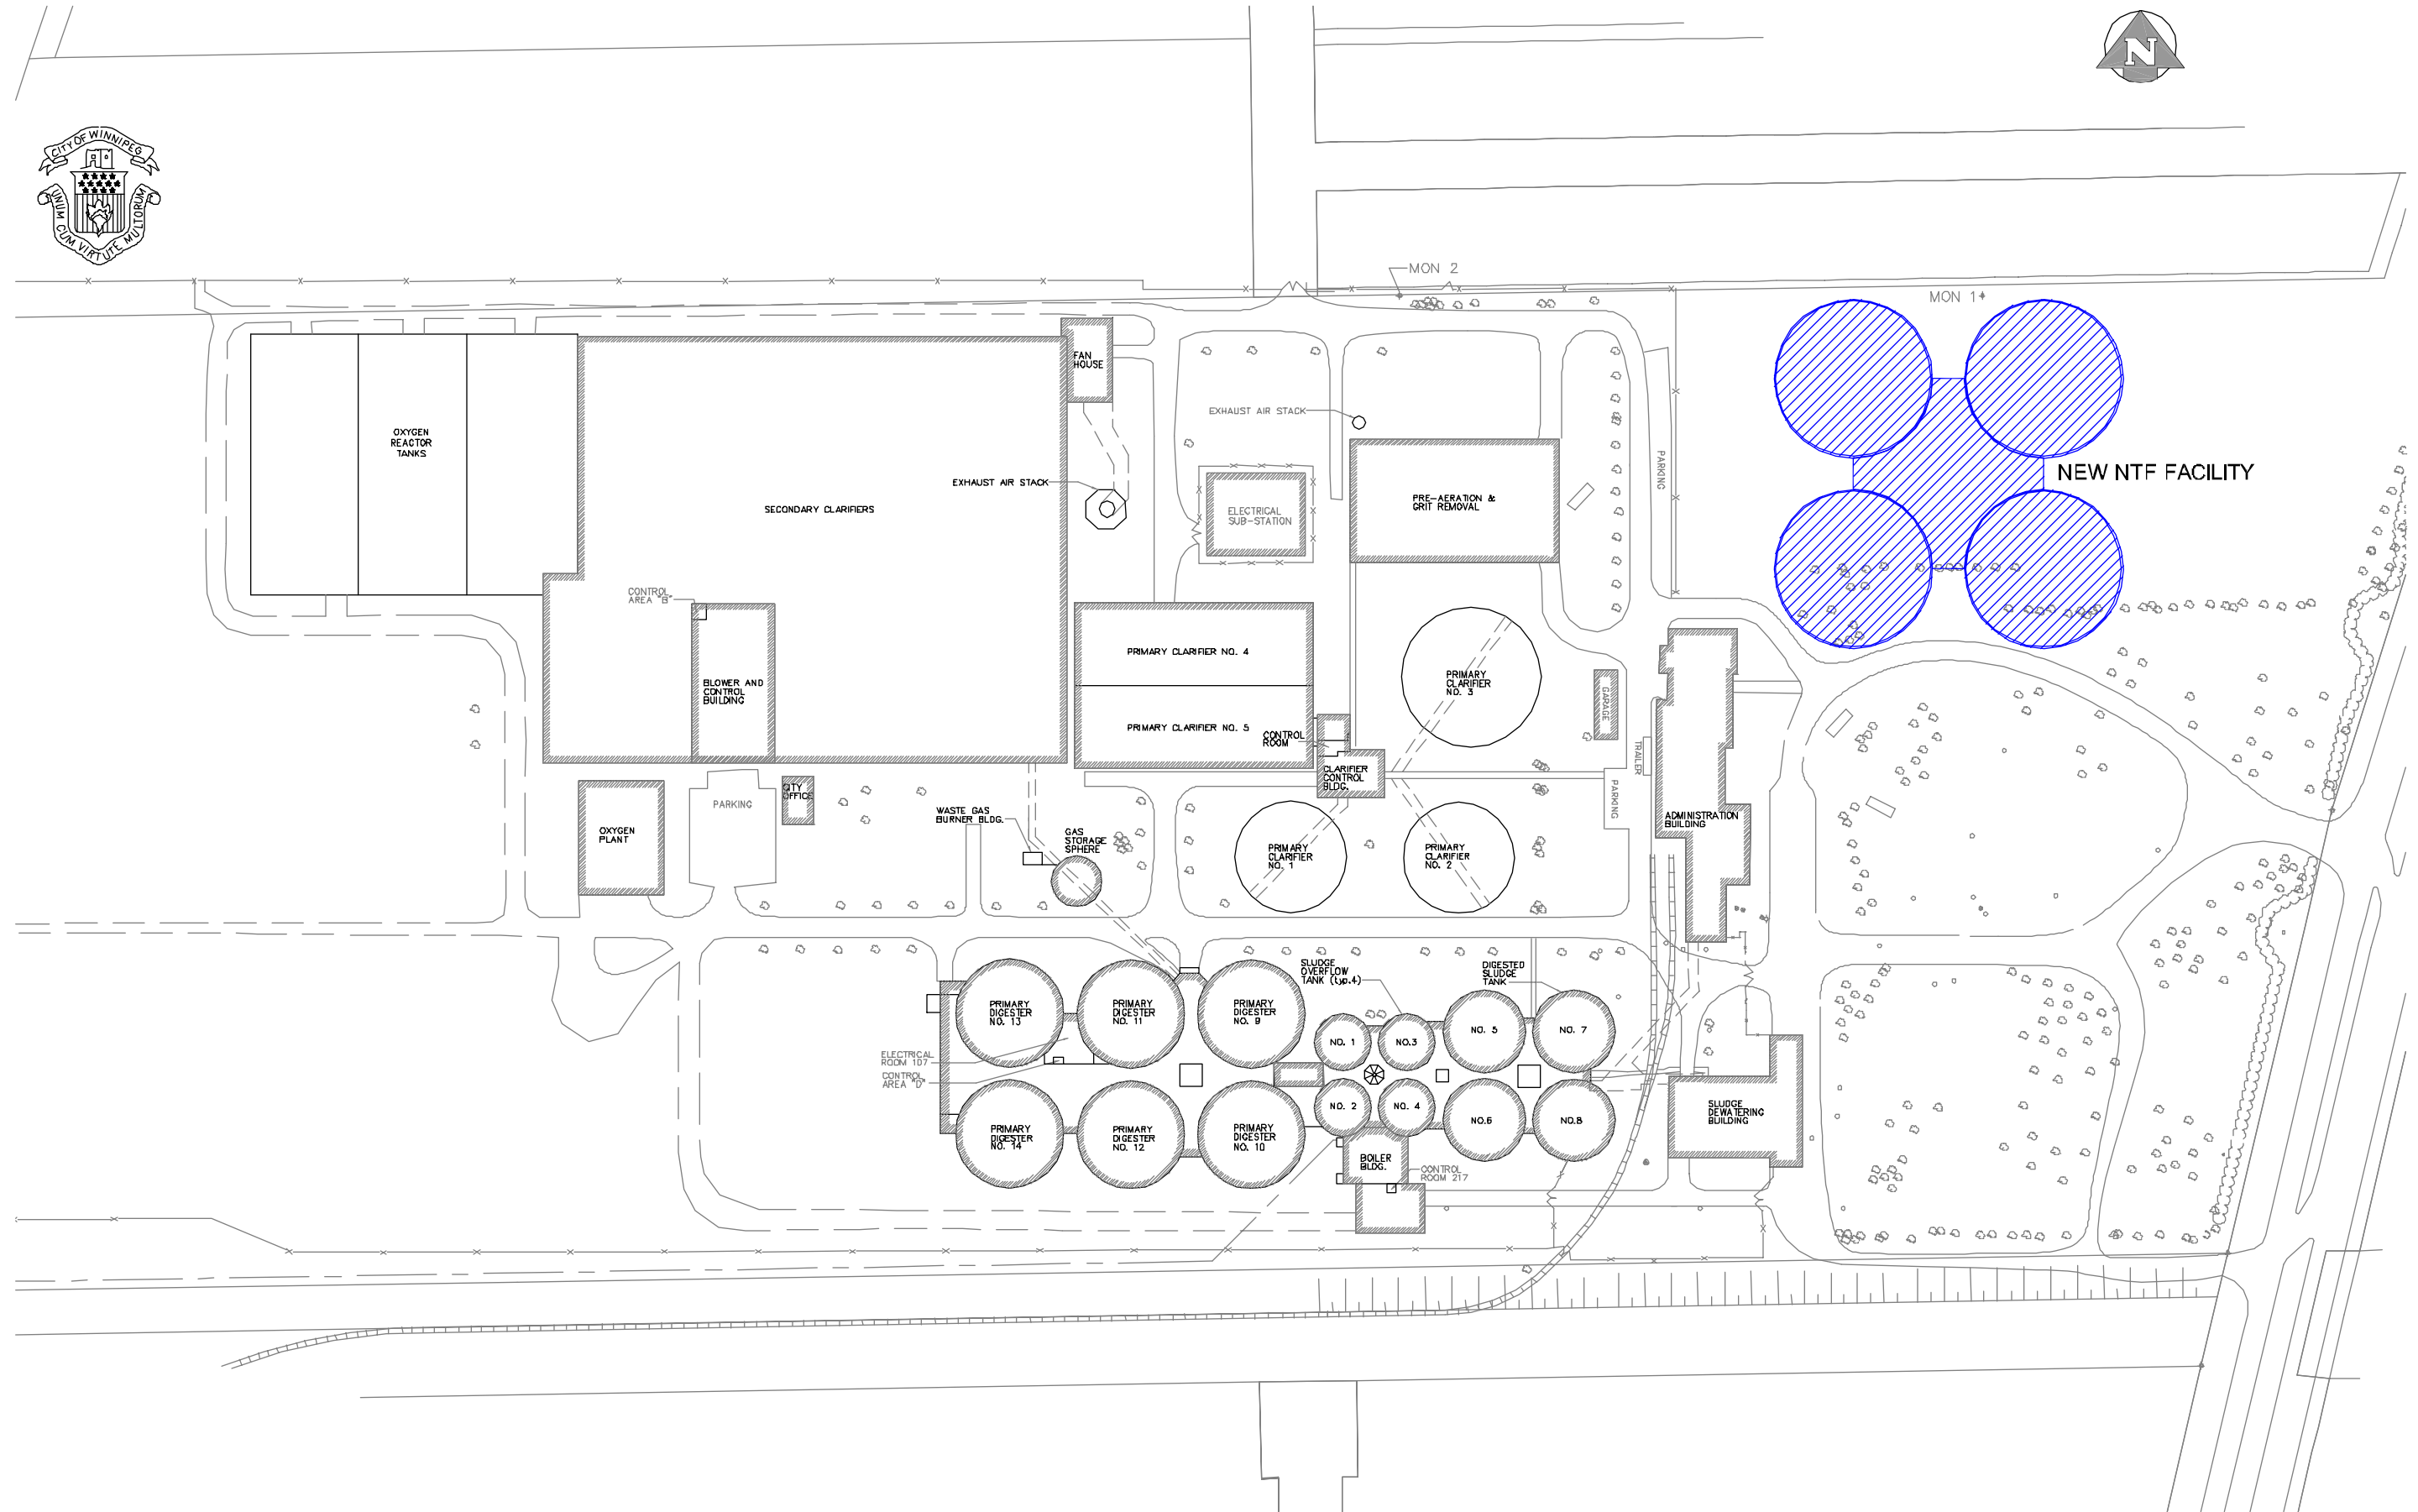 N
CITY OF WINNIPEG
UNUM CUM VIRTUTE MULTORUM
MON 2
MON 1
FAN
HOUSE
OXYGEN
REACTOR
TANKS
EXHAUST AIR STACK
PARKING
NEW NTF FACILITY
EXHAUST AIR STACK
SECONDARY CLARIFIERS
ELECTRICAL
SUB-STATION
PRE-AERATION &
GRIT REMOVAL
CONTROL
AREA "B"
PRIMARY CLARIFIER NO. 4
PRIMARY
CLARIFIER
NO. 3
BLOWER AND
CONTROL
BUILDING
GARAGE
PRIMARY CLARIFIER NO. 5
CONTROL
ROOM
TRAILER
CLARIFIER
CONTROL
BLDG.
PARKING
CITY
OFFICE
PARKING
WASTE GAS
BURNER BLDG.
ADMINISTRATION
BUILDING
OXYGEN
PLANT
GAS
STORAGE
SPHERE
PRIMARY
CLARIFIER
NO. 1
PRIMARY
CLARIFIER
NO. 2
SLUDGE
OVERFLOW
TANK (typ.4)
DIGESTED
SLUDGE
TANK
PRIMARY
DIGESTER
NO. 13
PRIMARY
DIGESTER
NO. 11
PRIMARY
DIGESTER
NO. 9
NO. 1
NO.3
NO. 5
NO. 7
ELECTRICAL
ROOM 107
CONTROL
AREA "D"
NO. 2
NO. 4
NO.6
NO.8
SLUDGE
DEWATERING
BUILDING
PRIMARY
DIGESTER
NO. 14
PRIMARY
DIGESTER
NO. 12
PRIMARY
DIGESTER
NO. 10
BOILER
BLDG.
CONTROL
ROOM 217